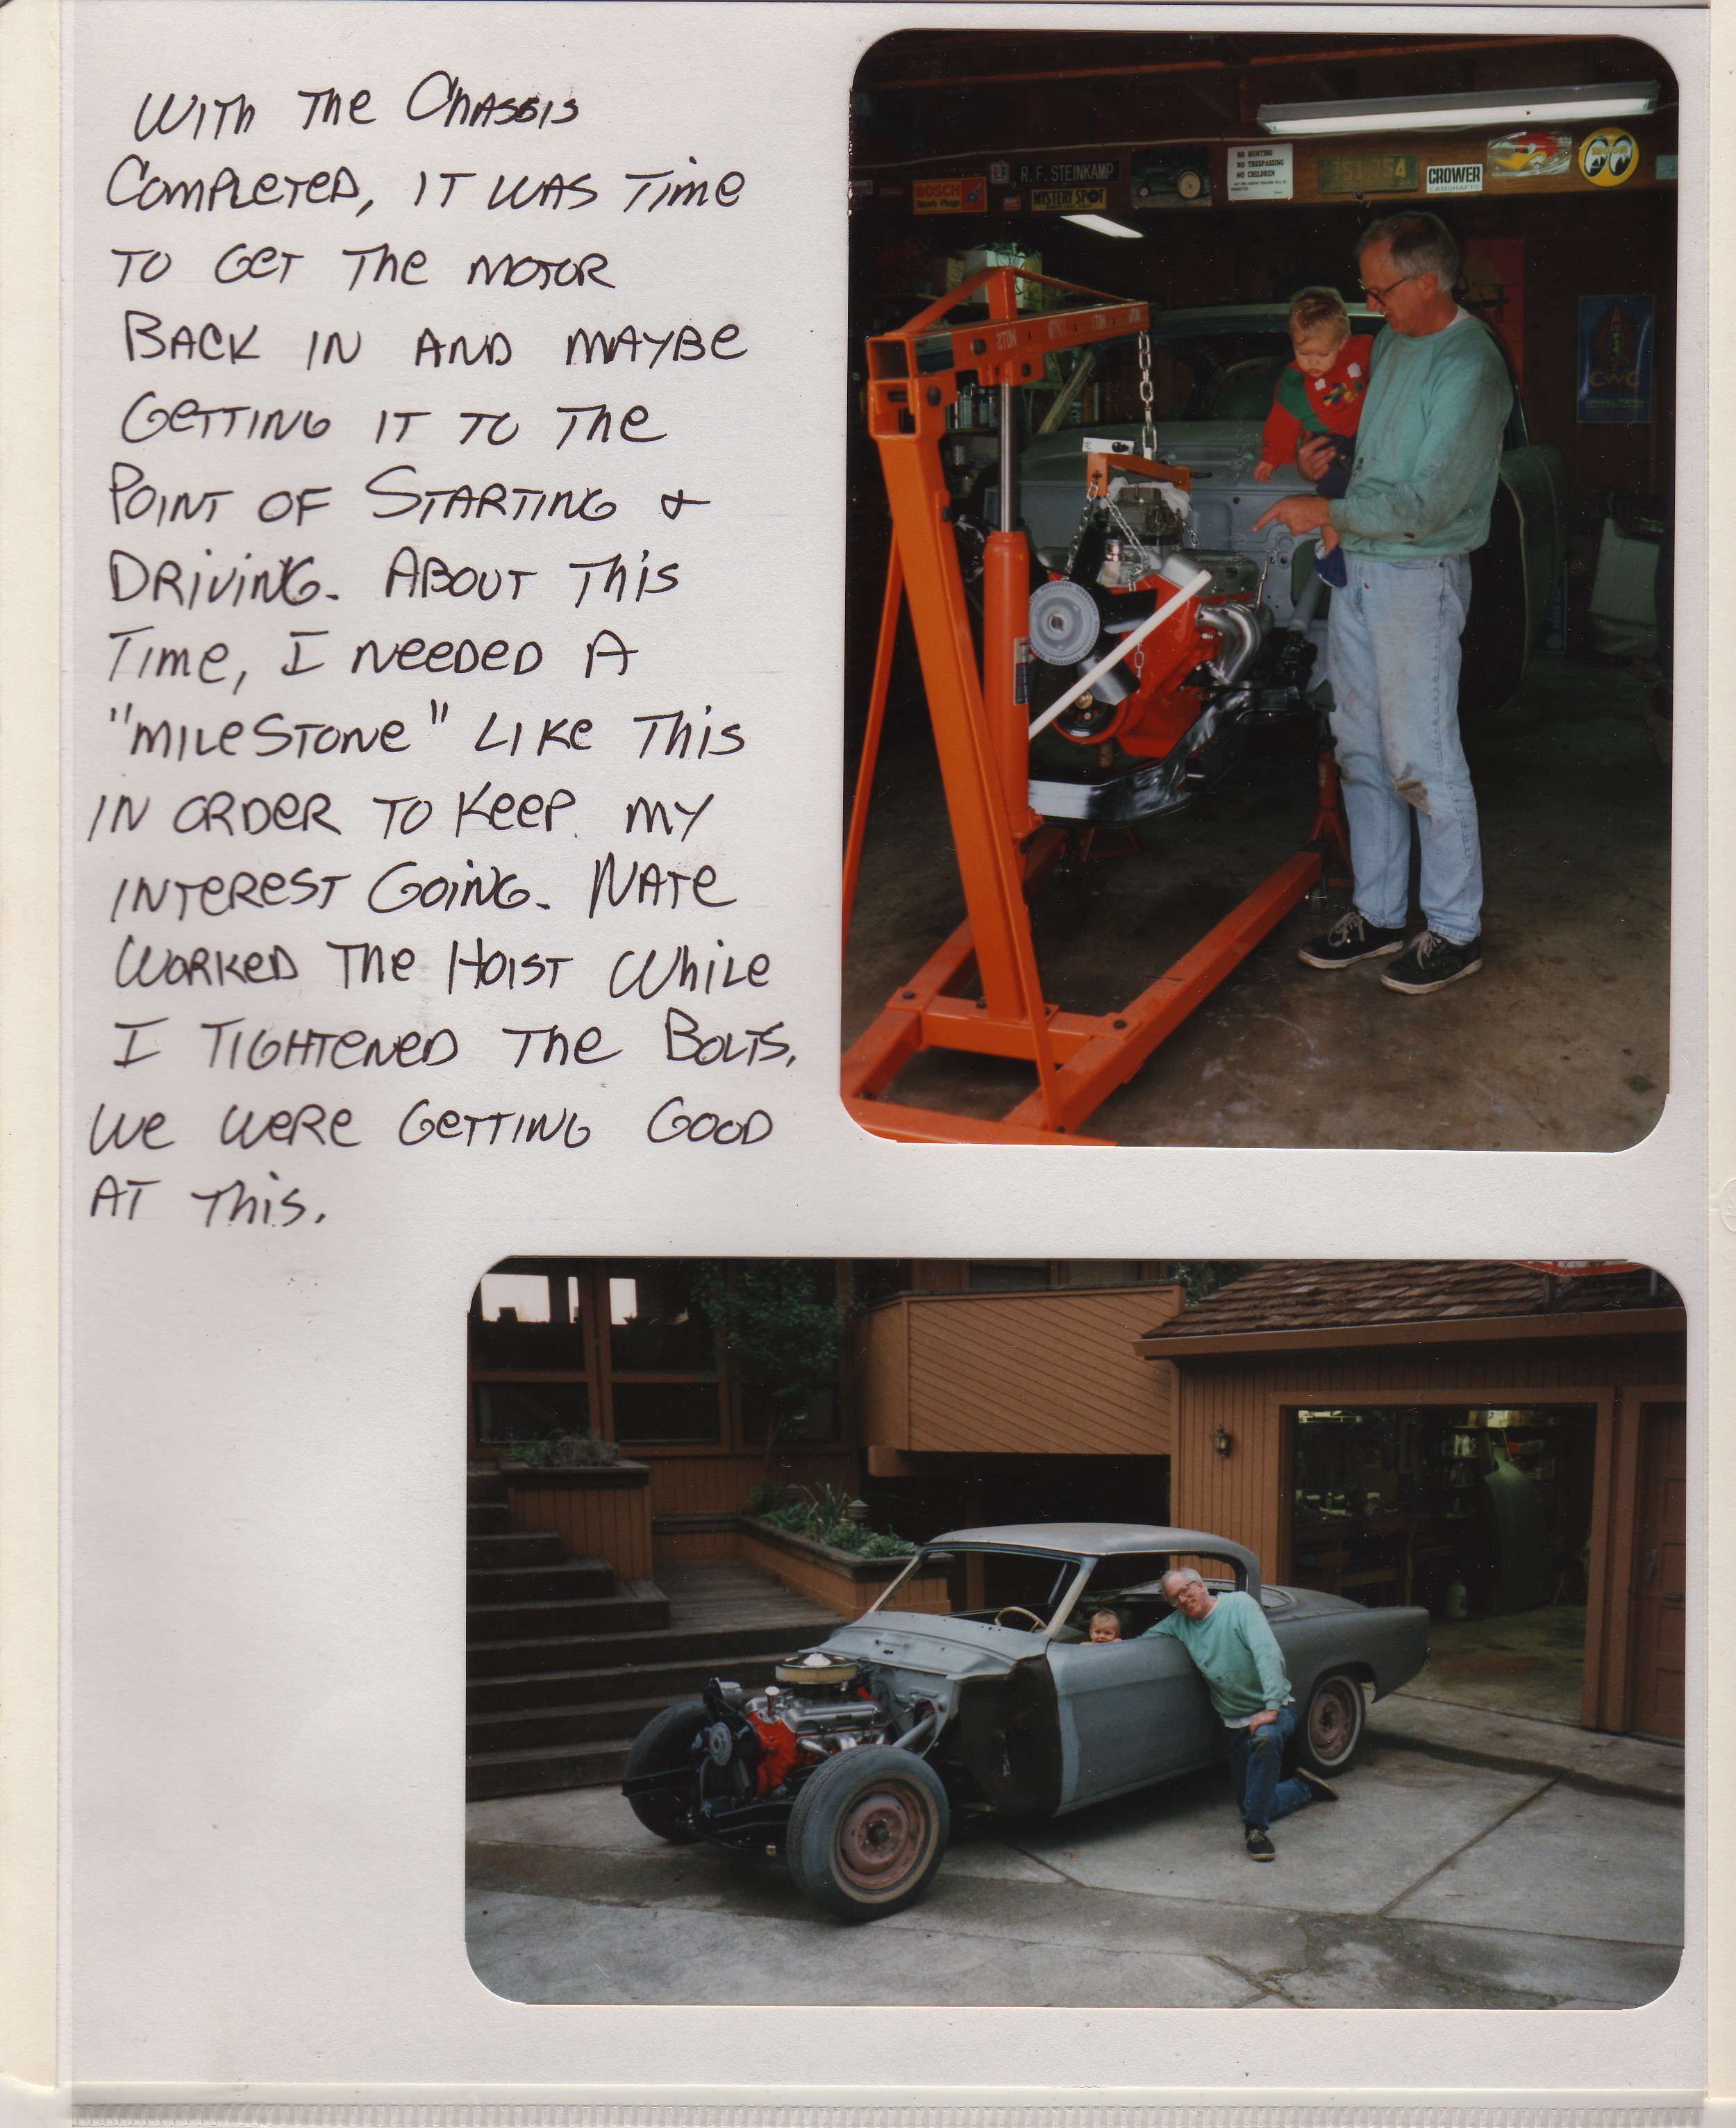 With The Chassis
Completed, it was Time
to get the motor
Back in and maybe
getting it to the
Point of Starting &
Driving. About This
Time, I needed a
"milestone" Like This
in order to keep my
interest going. Nate
worked the Hoist while
I Tightened the Bolts.
We were getting good
at this.
R.F. STEINKAMP
NO HUNTING
NO TRESPASSING
NO CHILDREN
BOSCH
Spark Plugs
MYSTERY SPOT
CROWER
CAMSHAFTS
CWC